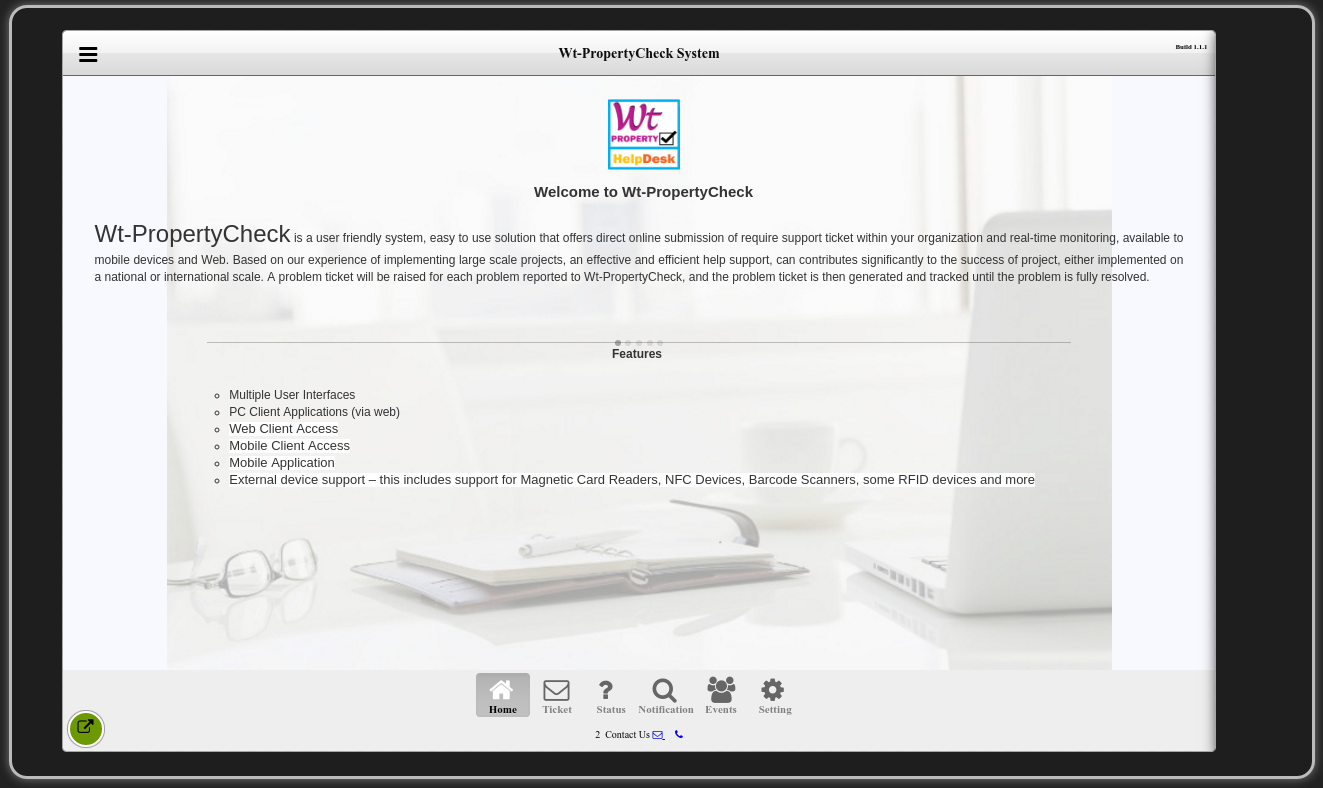 Wt-PropertyCheck System
Build 1.1.1
Wt
PROPERTY
HelpDesk
Welcome to Wt-PropertyCheck
Wt-PropertyCheck is a user friendly system, easy to use solution that offers direct online submission of require support ticket within your organization and real-time monitoring, available to
mobile devices and Web. Based on our experience of implementing large scale projects, an effective and efficient help support, can contributes significantly to the success of project, either implemented on
a national or international scale. A problem ticket will be raised for each problem reported to Wt-PropertyCheck, and the problem ticket is then generated and tracked until the problem is fully resolved.
Features
Multiple User Interfaces
PC Client Applications (via web)
Web Client Access
Mobile Client Access
Mobile Application
External device support – this includes support for Magnetic Card Readers, NFC Devices, Barcode Scanners, some RFID devices and more
Home Ticket Status Notification Events Setting
2 Contact Us